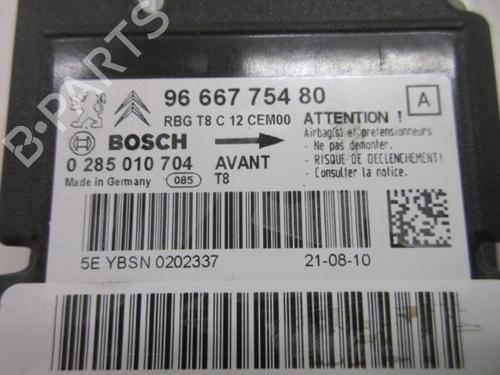 96 667 754 80
RBG T8 C 12 CEM00
ATTENTION !
A
Airbag(s) et pretensionneurs
- Ne pas demonter.
- RISQUE DE DECLENCHEMENT!
- Consulter la notice.
BOSCH
0 285 010 704
AVANT
Made in Germany
085
T8
5E YBSN 0202337
21-08-10
B-PARTS